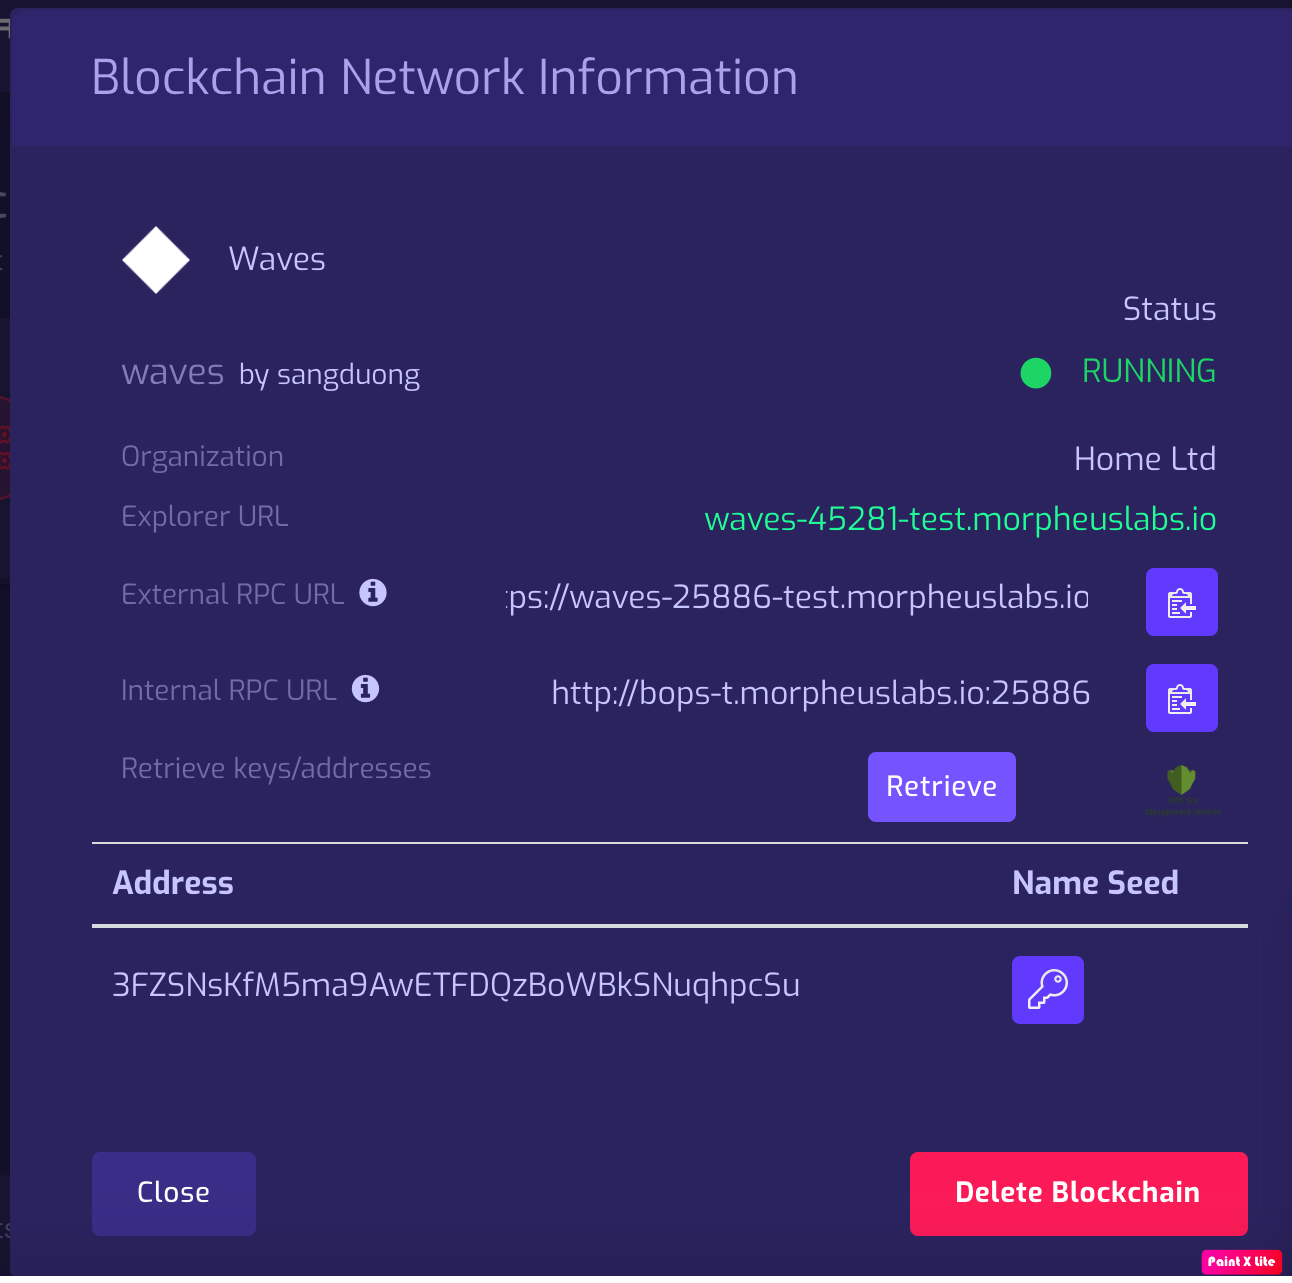 Blockchain Network Information
Waves
Status
waves by sangduong
RUNNING
Organization
Home Ltd
Explorer URL
waves-45281-test.morpheuslabs.io
External RPC URL
ps://waves-25886-test.morpheuslabs.io
Internal RPC URL
http://bops-t.morpheuslabs.io:25886
Retrieve keys/addresses
Retrieve
Address Name Seed
3FZSNsKfM5ma9AwETFDQzBoWBkSNuqhpcSu
Close
Delete Blockchain
Paint X Lite